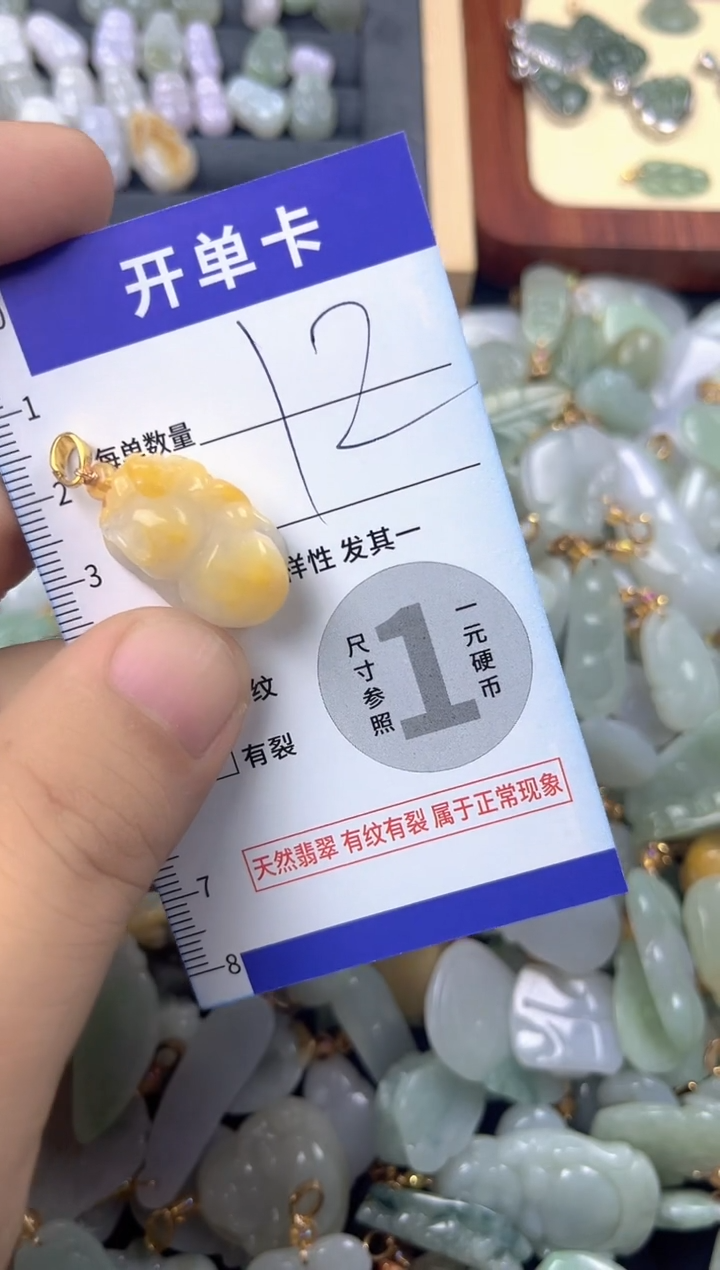 开单卡
12
每单数量
样性 发其一
一元硬币
1
尺寸参照
纹
□有裂
天然翡翠 有纹有裂 属于正常现象
1
2
3
7
8